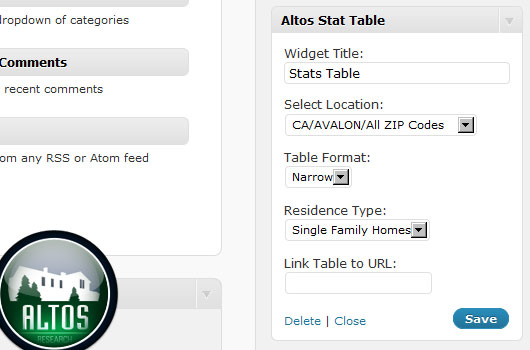 dropdown of categories
Comments
recent comments
om any RSS or Atom feed
ALTOS
RESEARCH
Altos Stat Table
Widget Title:
Stats Table
Select Location:
CA/AVALON/All ZIP Codes
Table Format:
Narrow
Residence Type:
Single Family Homes
Link Table to URL:
Delete | Close
Save